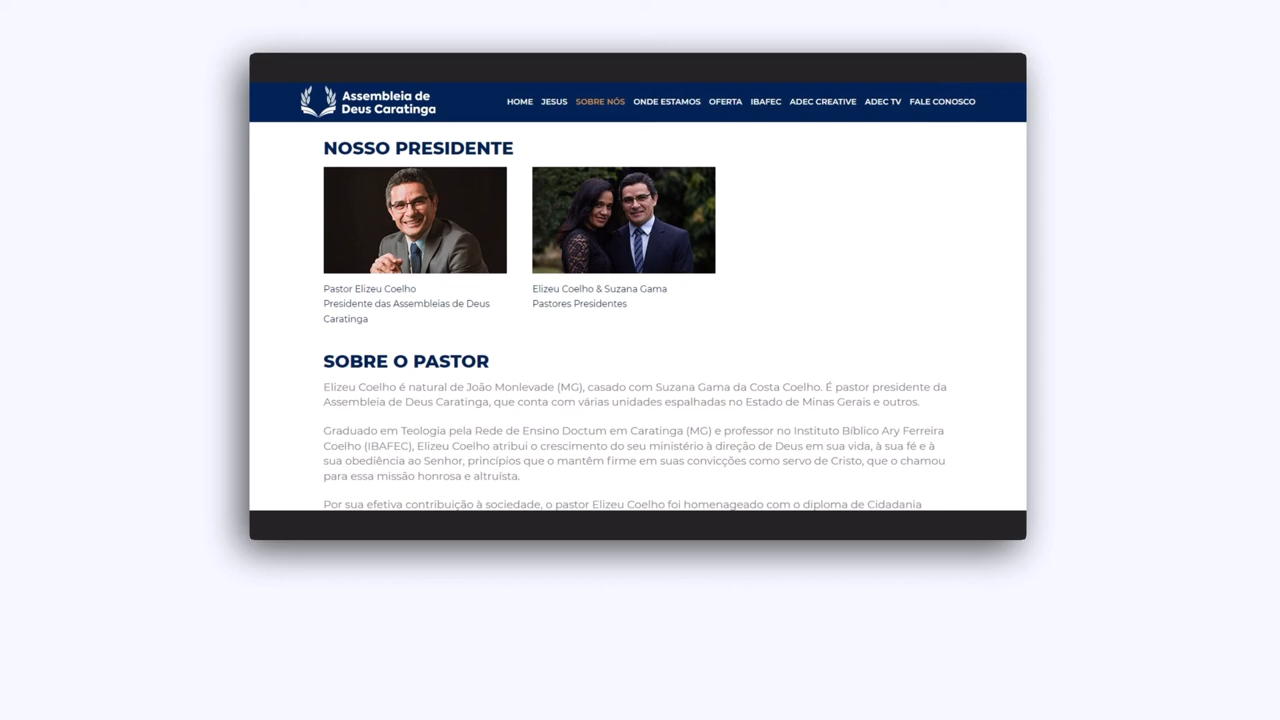 Assembleia de
Deus Caratinga
HOME JESUS SOBRE NÓS ONDE ESTAMOS OFERTA IBAFEC ADEC CREATIVE ADEC TV FALE CONOSCO
NOSSO PRESIDENTE
Pastor Elizeu Coelho
Presidente das Assembleias de Deus
Caratinga
Elizeu Coelho & Suzana Gama
Pastores Presidentes
SOBRE O PASTOR
Elizeu Coelho é natural de João Monlevade (MG), casado com Suzana Gama da Costa Coelho. É pastor presidente da
Assembleia de Deus Caratinga, que conta com várias unidades espalhadas no Estado de Minas Gerais e outros.
Graduado em Teologia pela Rede de Ensino Doctum em Caratinga (MG) e professor no Instituto Bíblico Ary Ferreira
Coelho (IBAFEC), Elizeu Coelho atribui o crescimento do seu ministério à direção de Deus em sua vida, à sua fé e à
sua obediência ao Senhor, princípios que o mantêm firme em suas convicções como servo de Cristo, que o chamou
para essa missão honrosa e altruísta.
Por sua efetiva contribuição à sociedade, o pastor Elizeu Coelho foi homenageado com o diploma de Cidadania